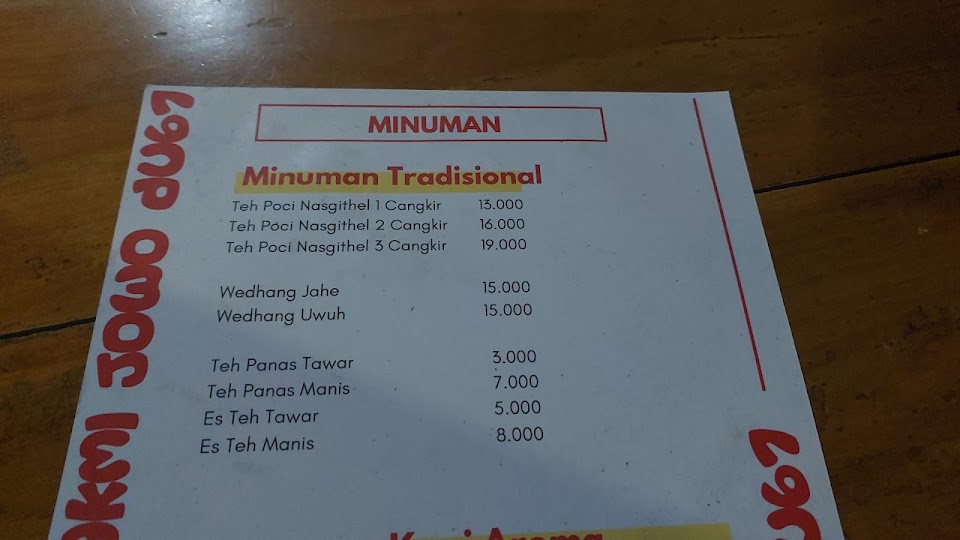 MINUMAN
Minuman Tradisional
Teh Poci Nasgithel 1 Cangkir 13.000
Teh Poci Nasgithel 2 Cangkir 16.000
Teh Poci Nasgithel 3 Cangkir 19.000
Wedhang Jahe 15.000
Wedhang Uwuh 15.000
Teh Panas Tawar 3.000
Teh Panas Manis 7.000
Es Teh Tawar 5.000
Es Teh Manis 8.000
JOWO dU67